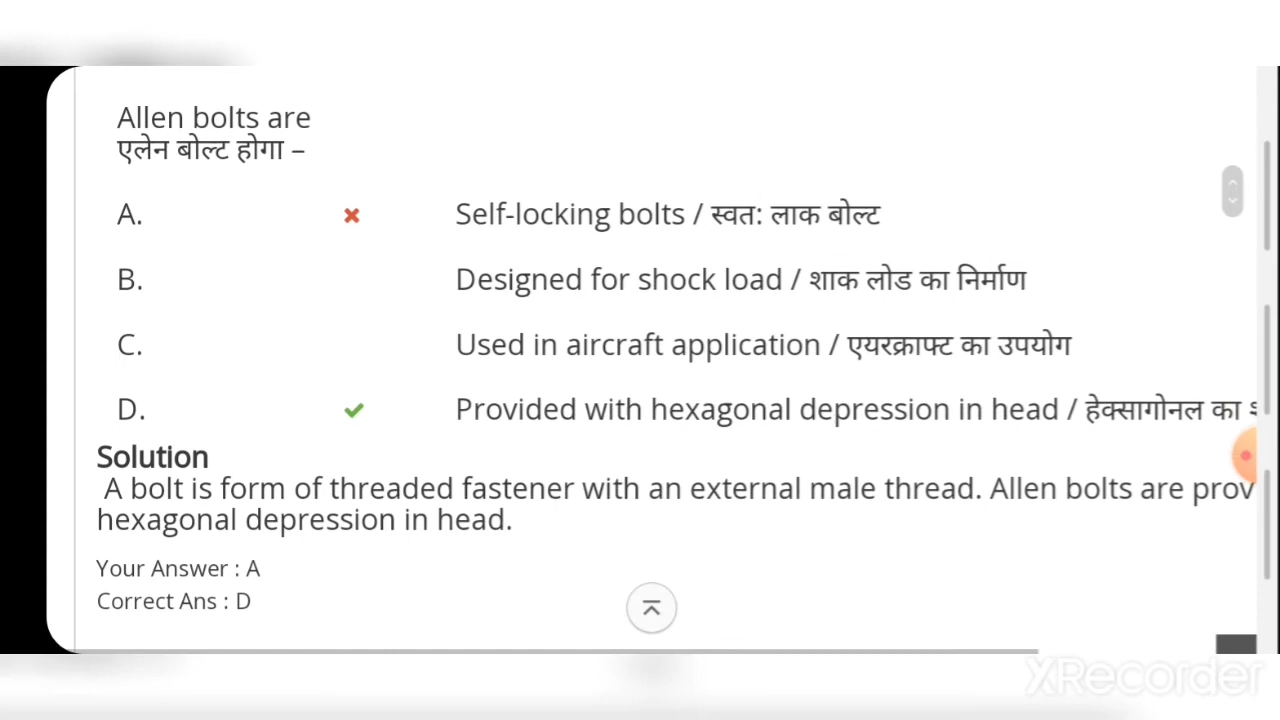 Allen bolts are
एलेन बोल्ट होगा –
A. Self-locking bolts / स्वत: लाक बोल्ट
B. Designed for shock load / शाक लोड का निर्माण
C. Used in aircraft application / एयरक्राफ्ट का उपयोग
D. Provided with hexagonal depression in head / हेक्सागोनल का
Solution
A bolt is form of threaded fastener with an external male thread. Allen bolts are prov
hexagonal depression in head.
Your Answer : A
Correct Ans : D
XRecorder